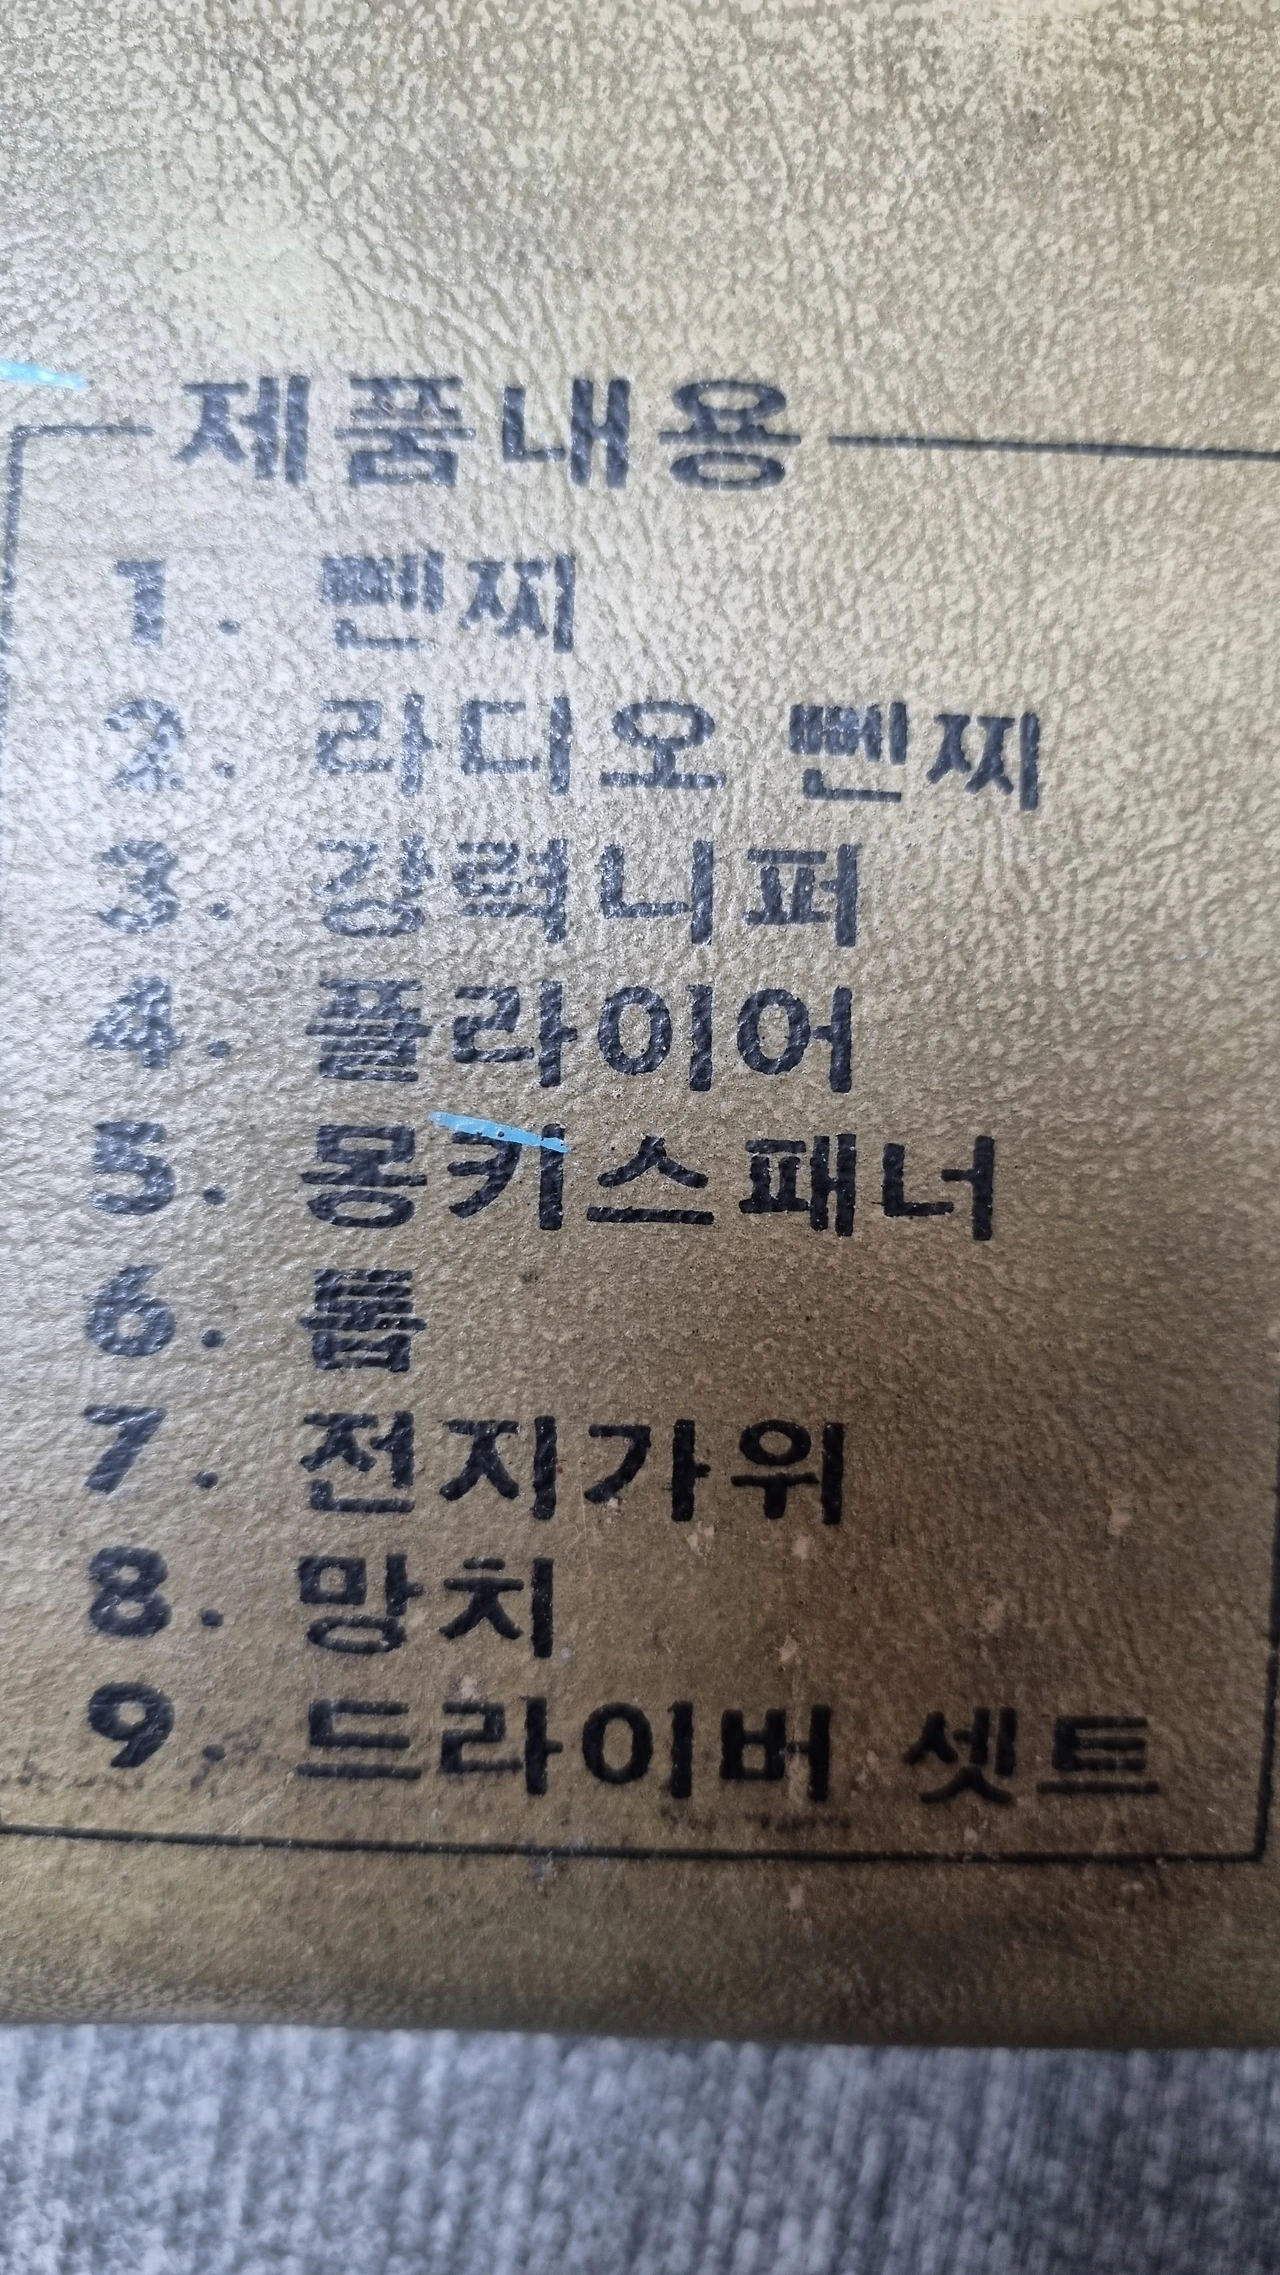 제품내용
1. 뻰찌
2. 라디오 뻰찌
3. 강력니퍼
4. 플라이어
5. 몽키스패너
6. 톱
7. 전지가위
8. 망치
9. 드라이버 셋트